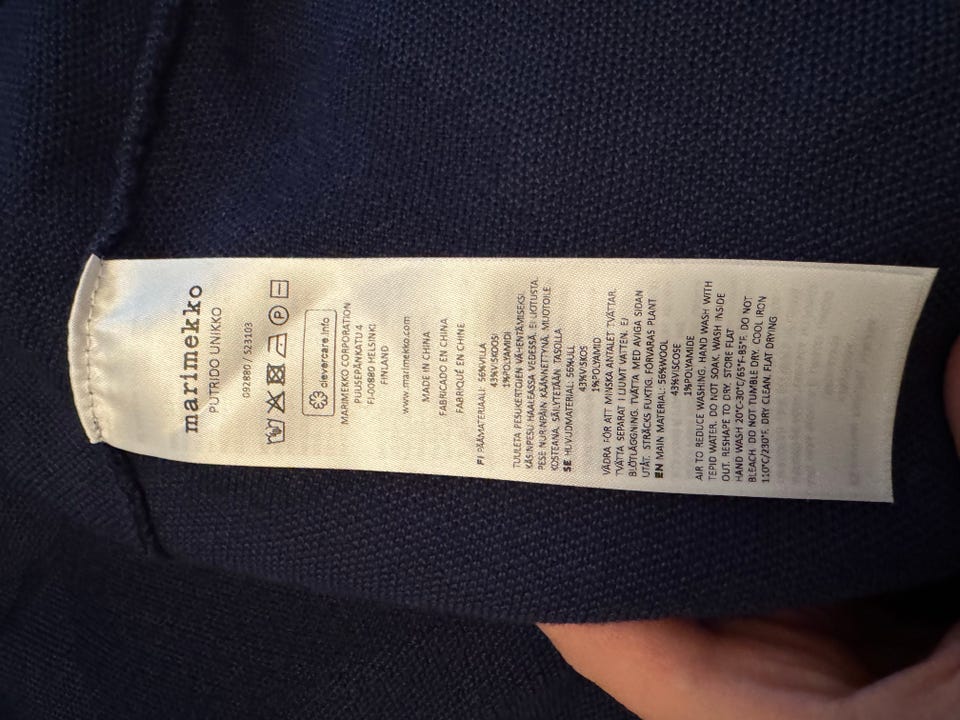 marimekko
PUTRIDO UNIKKO
092880 / 523103
P
clevercare.info
MARIMEKKO CORPORATION
PUUSEPÄNKATU 4
FI-00880 HELSINKI
FINLAND
www.marimekko.com
MADE IN CHINA
FABRICADO EN CHINA
FABRIQUÉ EN CHINE
FI PÄÄMATERIAALI: 56%VILLA
43%VISKOOSI
1%POLYAMIDI
TUULETA PESUKERTOJEN VÄHENTÄMISEKSI.
KÄSINPESU HAALEASSA VEDESSÄ. EI LIOTUSTA.
PESE NURINPÄIN KÄÄNNETTYNÄ. MUOTOILE
KOSTEANA. SÄILYTETÄÄN TASOLLA
SE HUVUDMATERIAL: 56%ULL
43%VISKOS
1%POLYAMID
VÄDRA FÖR ATT MINSKA ANTALET TVÄTTAR.
TVÄTTA SEPARAT I LJUMT VATTEN. EJ
BLÖTLÄGGNING. TVÄTTA MED AVIGA SIDAN
UTÅT. STRÄCKS FUKTIG. FÖRVARAS PLANT
EN MAIN MATERIAL: 56%WOOL
43%VISCOSE
1%POLYAMIDE
AIR TO REDUCE WASHING. HAND WASH WITH
TEPID WATER. DO NOT SOAK. WASH INSIDE
OUT. RESHAPE TO DRY. STORE FLAT
HAND WASH 20°C-30°C/65°F-85°F. DO NOT
BLEACH. DO NOT TUMBLE DRY. COOL IRON
110°C/230°F. DRY CLEAN. FLAT DRYING